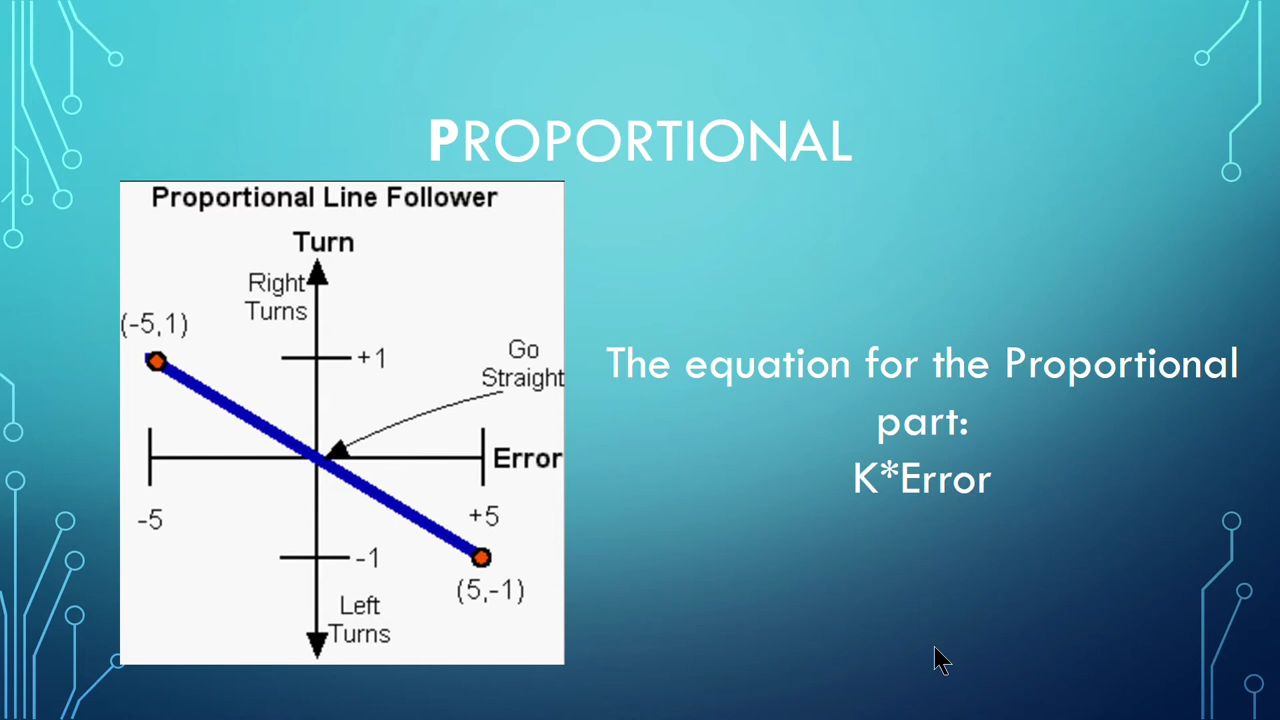 PROPORTIONAL
Proportional Line Follower
Turn
Right
Turns
(-5,1)
+1
Go
Straight
Error
-5
+5
-1
(5,-1)
Left
Turns
The equation for the Proportional
part:
K*Error